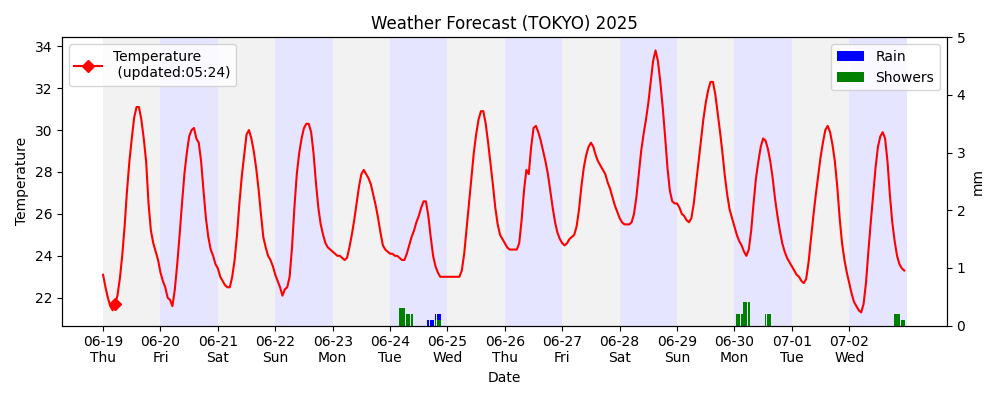 Weather Forecast (TOKYO) 2025
Temperature
(updated:05:24)
Rain
Showers
Temperature
34
32
30
28
26
24
22
5
4
3
2
1
0
mm
06-19 06-20 06-21 06-22 06-23 06-24 06-25 06-26 06-27 06-28 06-29 06-30 07-01 07-02
Thu Fri Sat Sun Mon Tue Wed Thu Fri Sat Sun Mon Tue Wed
Date